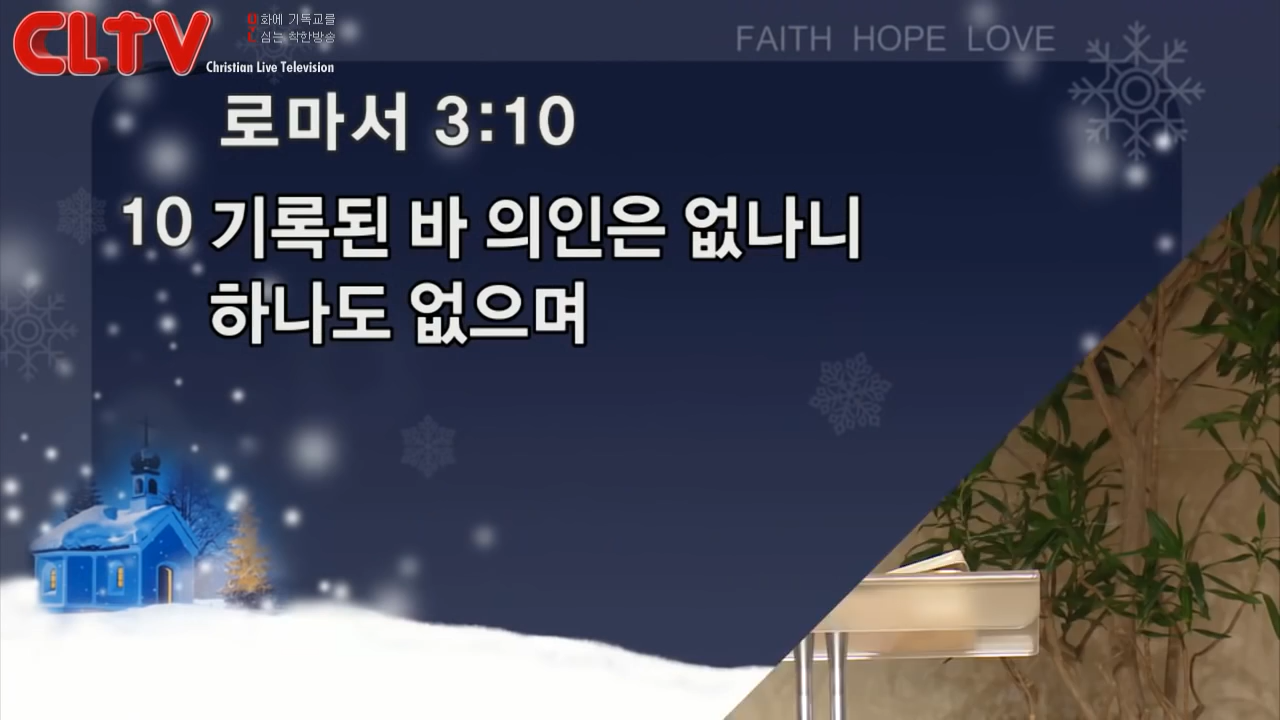 CLTV
화에 기독교를
심는 착한방송
Christian Live Television
FAITH HOPE LOVE
로마서 3:10
10 기록된 바 의인은 없나니
하나도 없으며